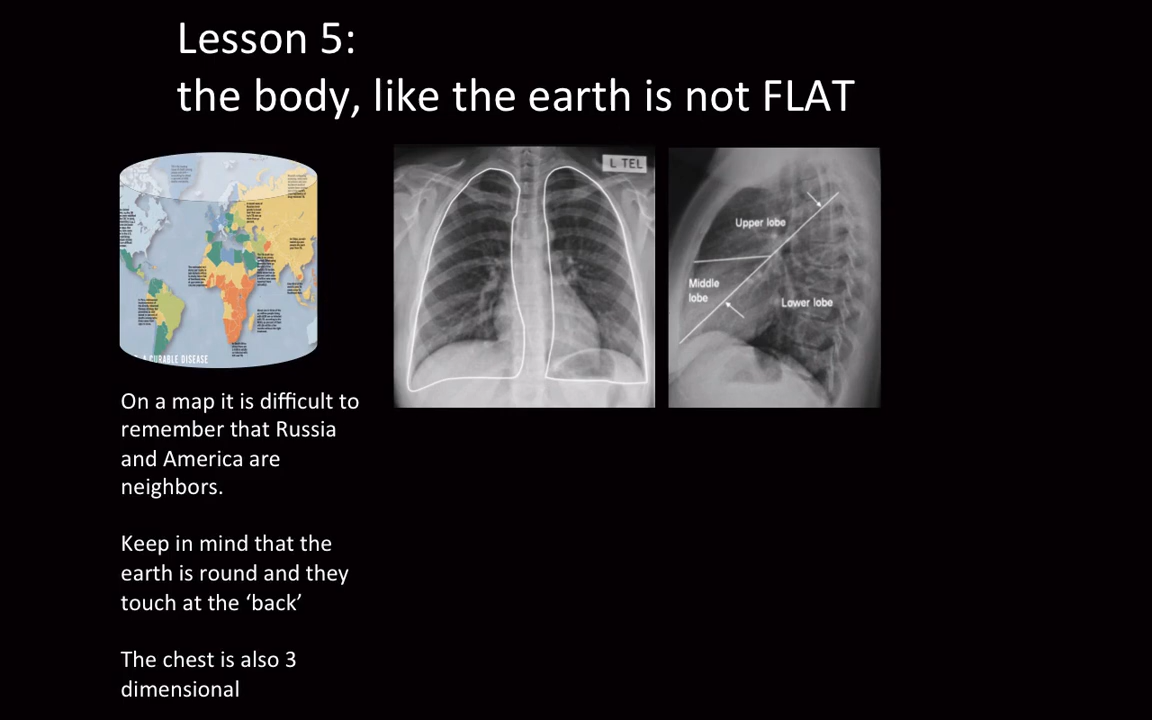 Lesson 5:
the body, like the earth is not FLAT
L TEL
Upper lobe
Middle
lobe
Lower lobe
A CURABLE DISEASE
On a map it is difficult to
remember that Russia
and America are
neighbors.
Keep in mind that the
earth is round and they
touch at the ‘back’
The chest is also 3
dimensional